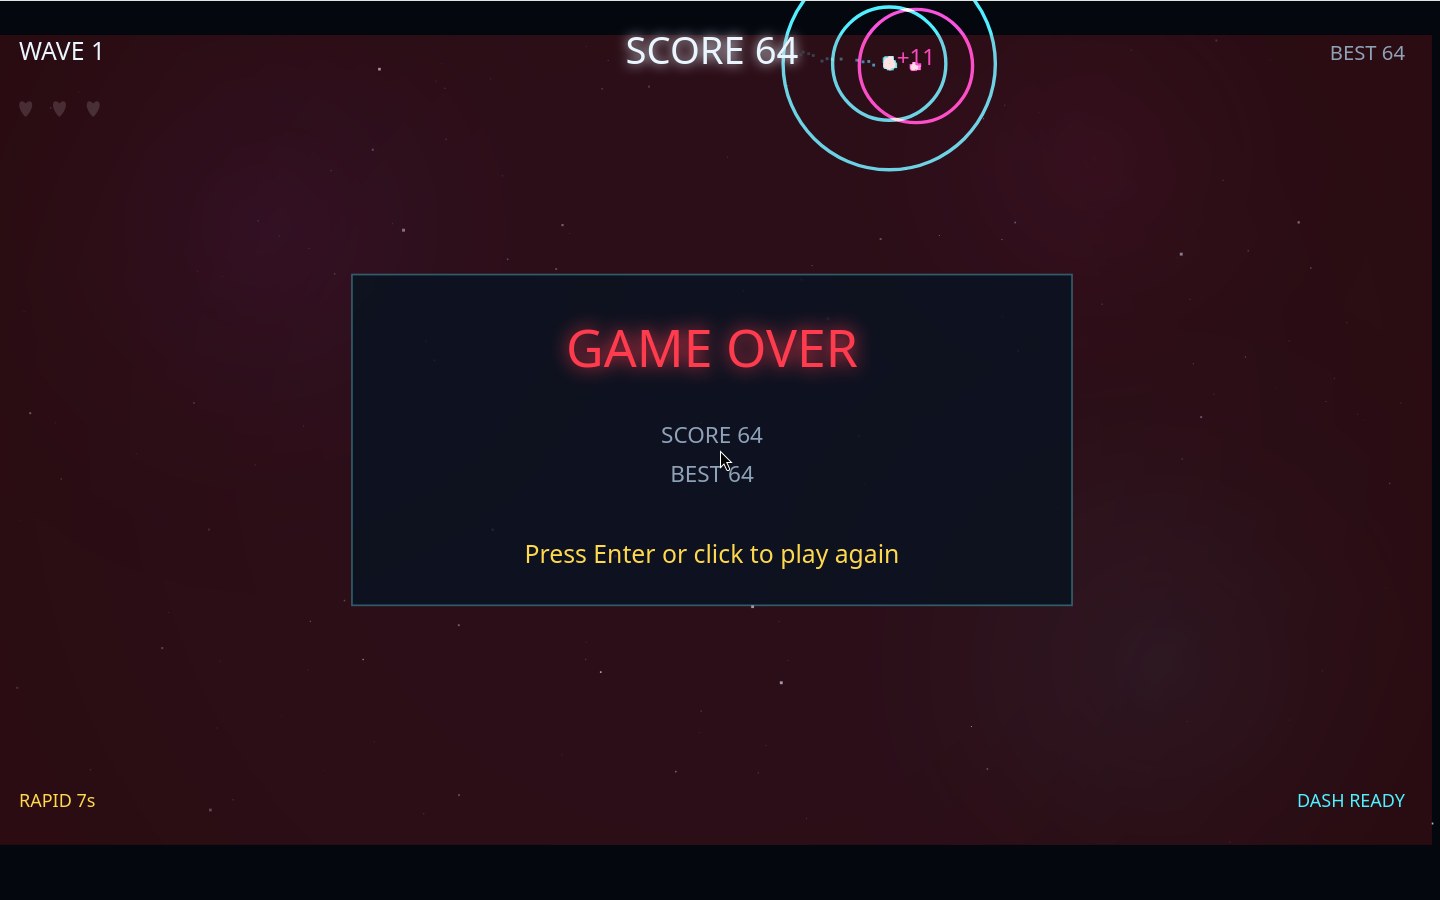 WAVE 1
SCORE 64
+11
BEST 64
GAME OVER
SCORE 64
BEST 64
Press Enter or click to play again
RAPID 7s
DASH READY